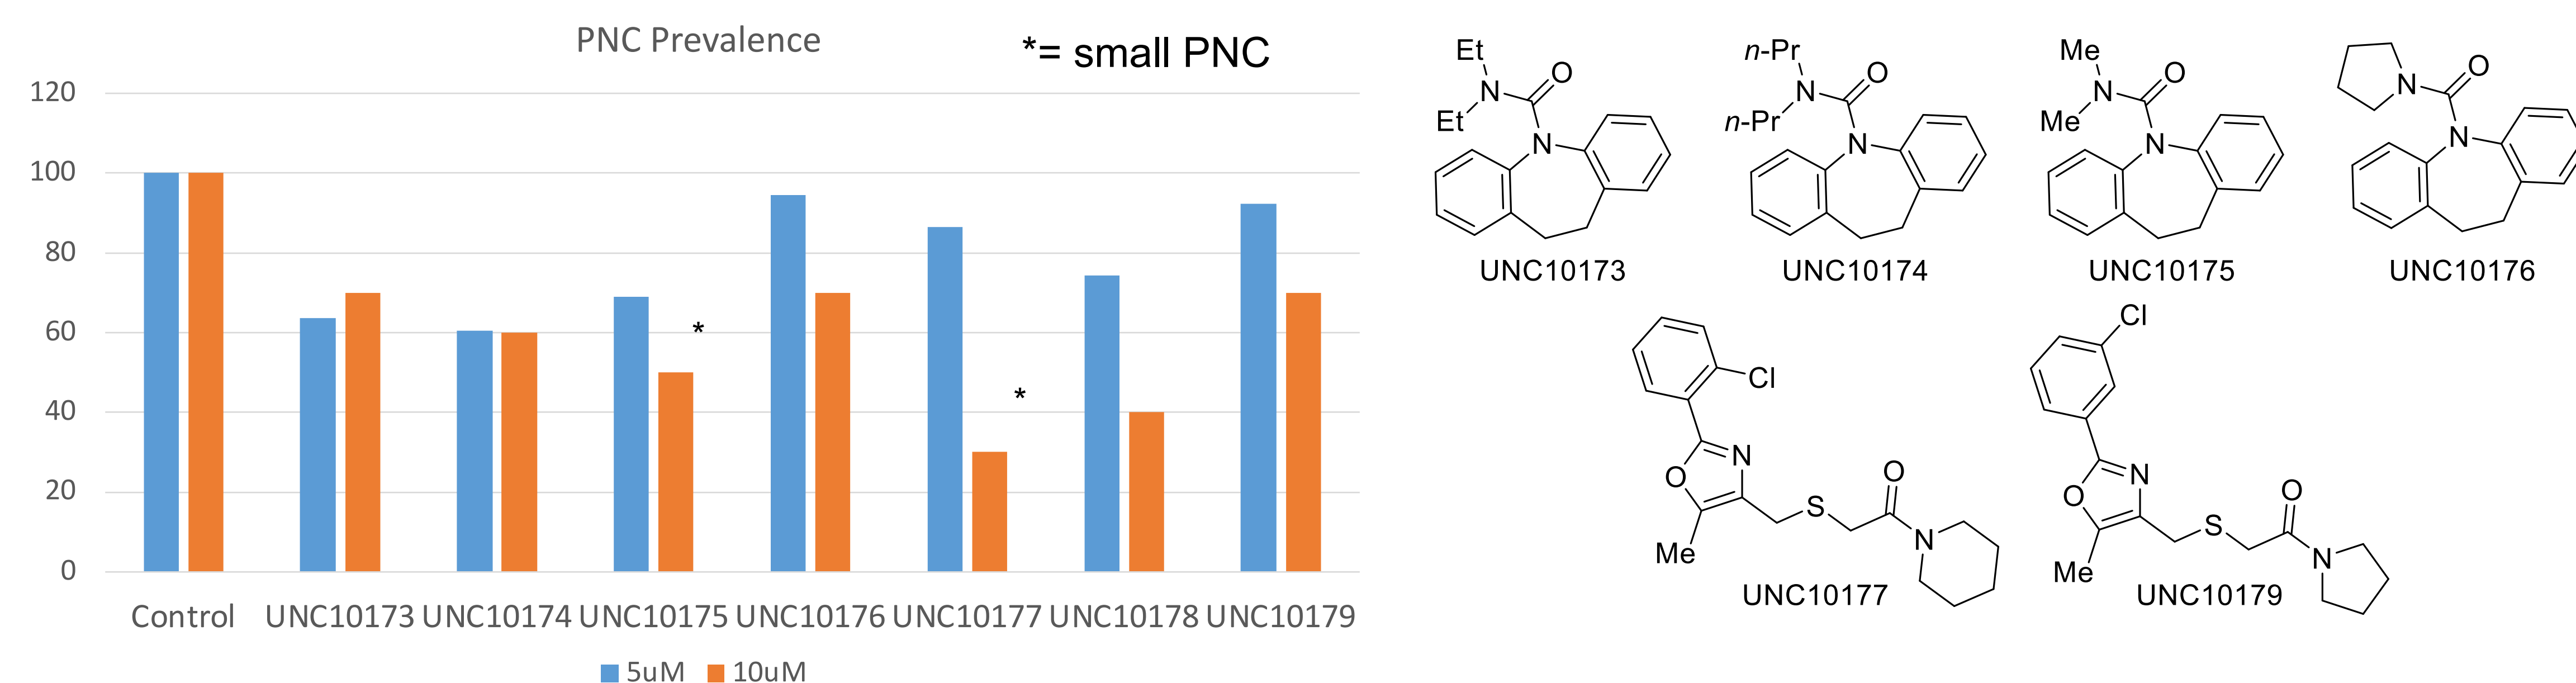 PNC Prevalence
*= small PNC
120
100
80
60
40
20
0
*
*
Control UNC10173 UNC10174 UNC10175 UNC10176 UNC10177 UNC10178 UNC10179
5uM 10uM
Et
Et
N
O
N
UNC10173
n-Pr
n-Pr
N
O
N
UNC10174
Me
Me
N
O
N
UNC10175
N
O
N
UNC10176
Cl
N
O
Me
S
O
N
UNC10177
Cl
N
O
Me
S
O
N
UNC10179